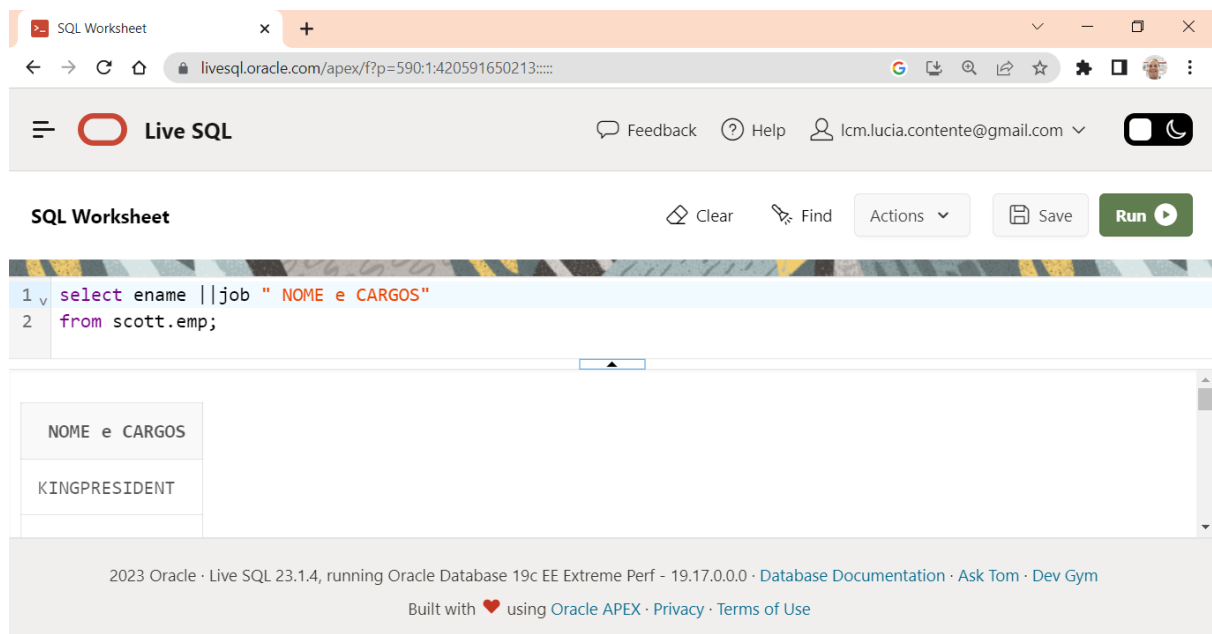 SQL Worksheet
livesql.oracle.com/apex/f?p=590:1:420591650213:::::
Live SQL Feedback Help lcm.lucia.contente@gmail.com
SQL Worksheet Clear Find Actions Save Run
1 select ename ||job " NOME e CARGOS"
2 from scott.emp;
NOME e CARGOS
KINGPRESIDENT
2023 Oracle · Live SQL 23.1.4, running Oracle Database 19c EE Extreme Perf - 19.17.0.0.0 · Database Documentation · Ask Tom · Dev Gym
Built with ❤ using Oracle APEX · Privacy · Terms of Use